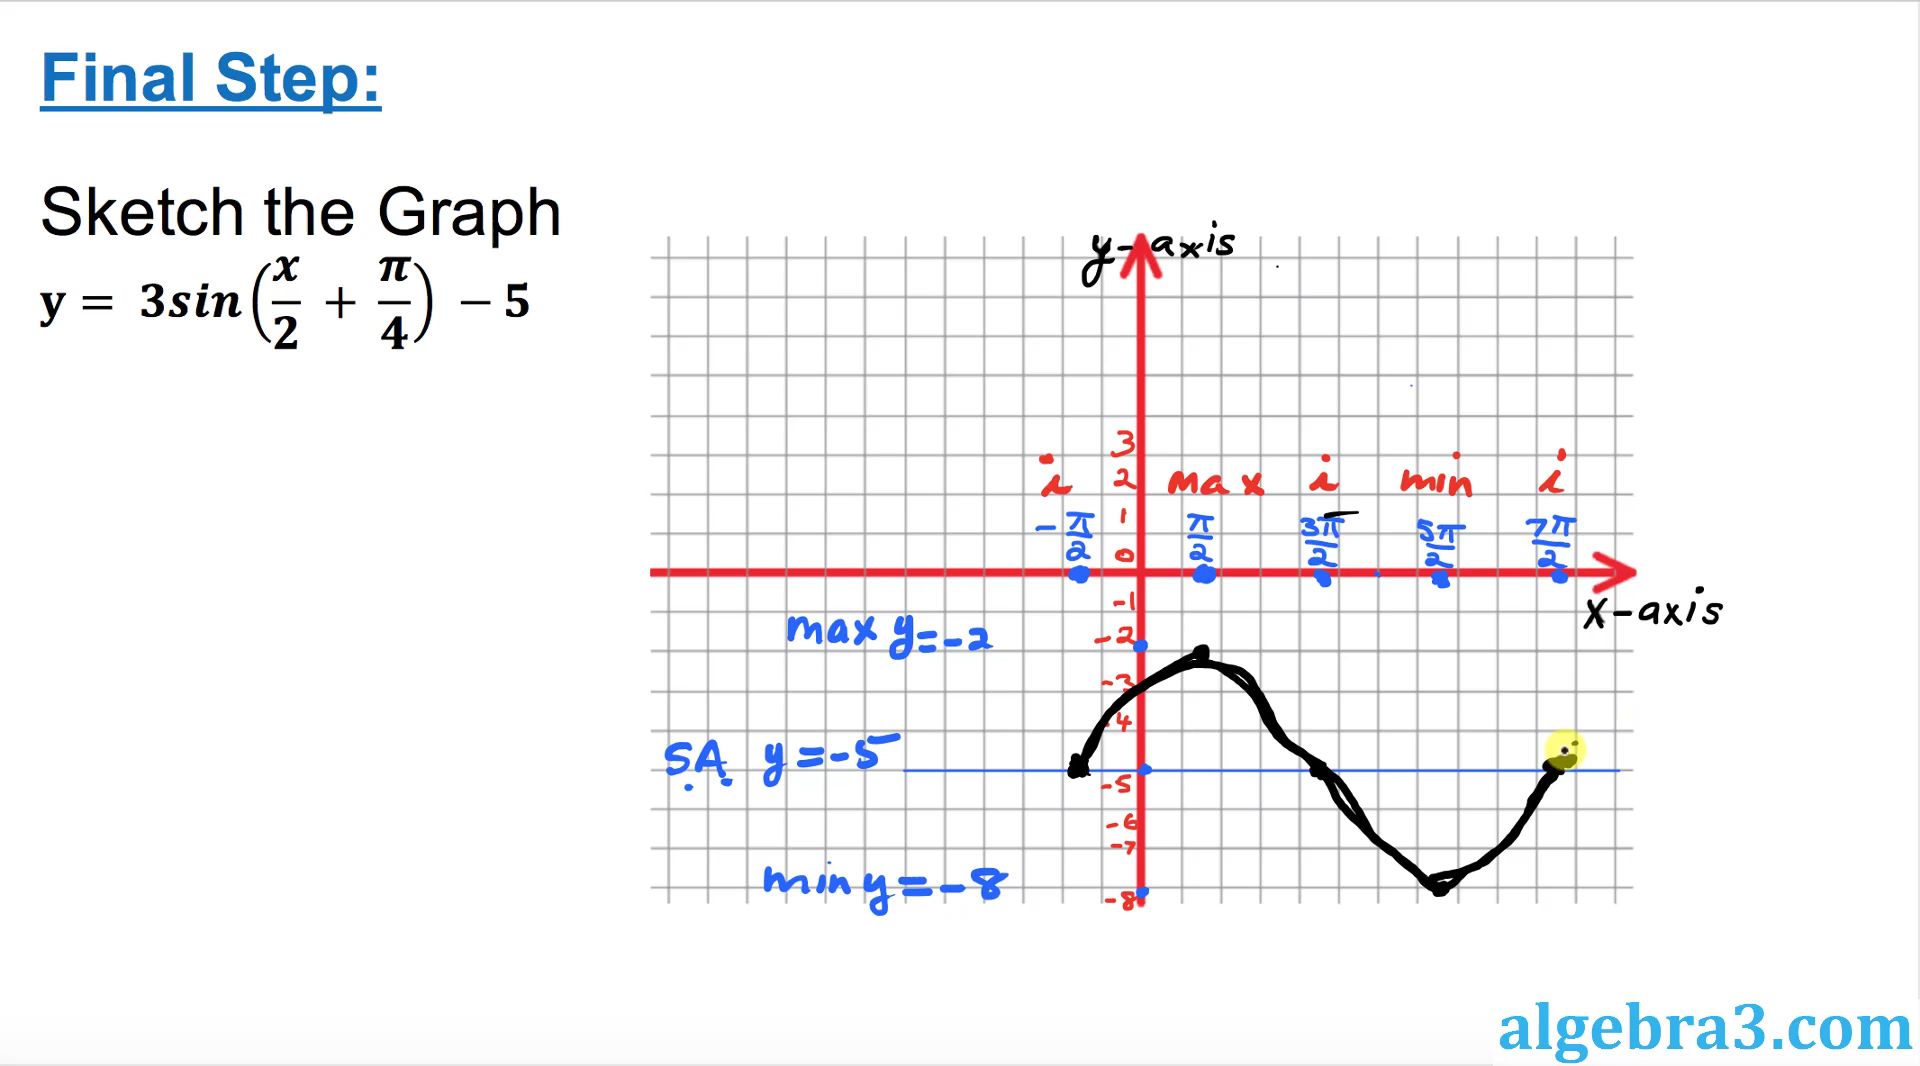 Final Step:
Sketch the Graph
y = 3sin(x/2 + π/4) − 5
y-axis
3
i 2 max i min i
1
-π/2 π/2 3π/2 5π/2 7π/2
0
x-axis
-1
max y=-2 -2
-3
-4
S.A. y=-5
-5
-6
-7
min y=-8 -8
algebra3.com